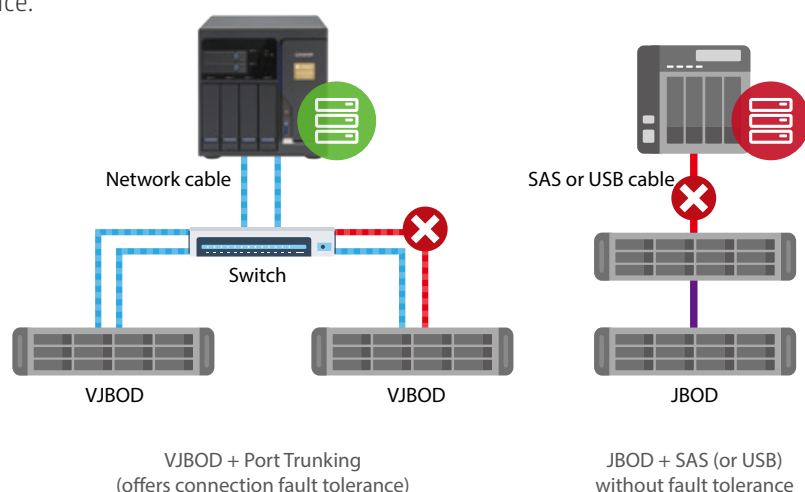 ice.
Network cable
SAS or USB cable
Switch
VJBOD
VJBOD
JBOD
VJBOD + Port Trunking
(offers connection fault tolerance)
JBOD + SAS (or USB)
without fault tolerance